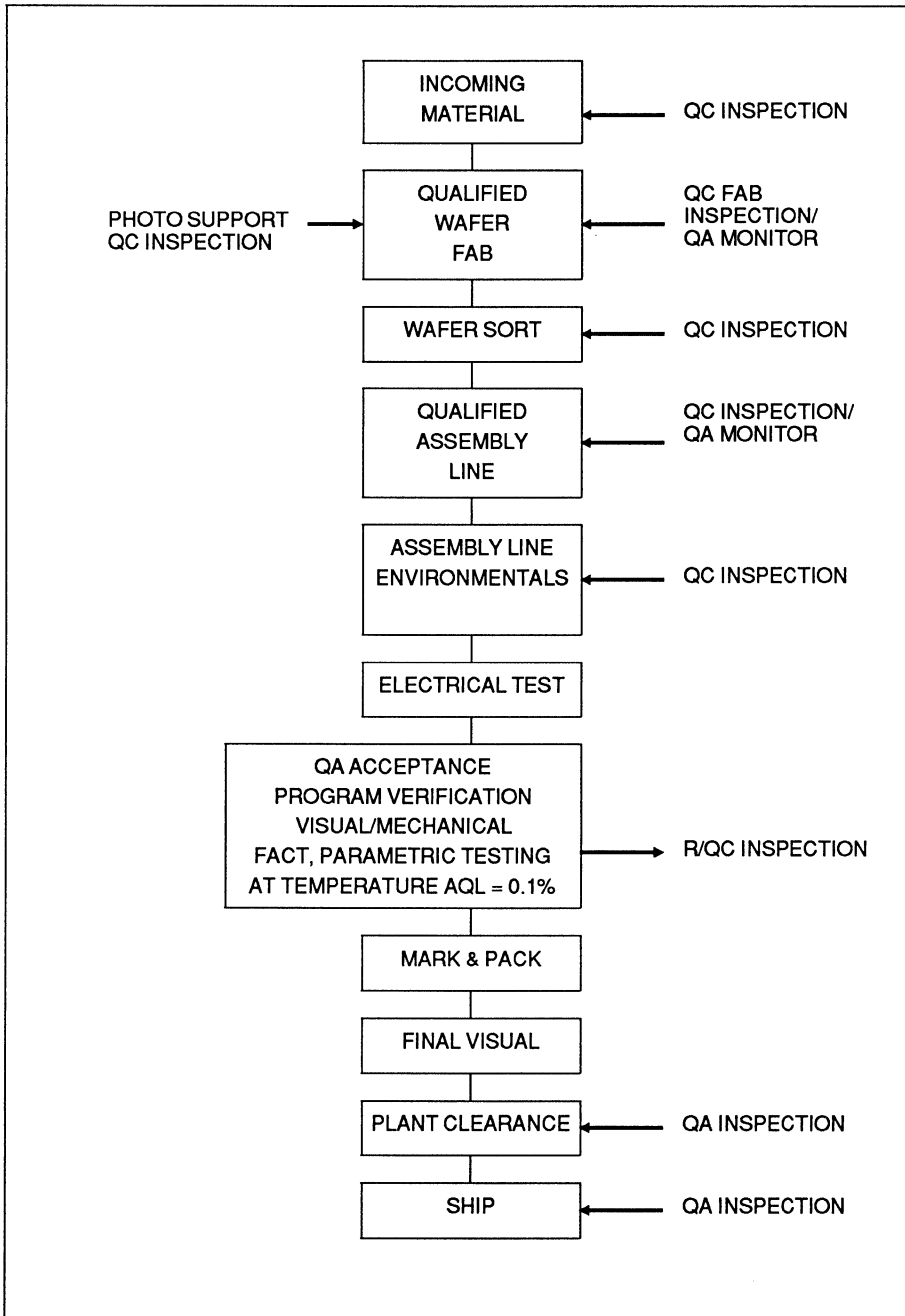 INCOMING
MATERIAL
QC INSPECTION
PHOTO SUPPORT
QC INSPECTION
QUALIFIED
WAFER
FAB
QC FAB
INSPECTION/
QA MONITOR
WAFER SORT
QC INSPECTION
QUALIFIED
ASSEMBLY
LINE
QC INSPECTION/
QA MONITOR
ASSEMBLY LINE
ENVIRONMENTALS
QC INSPECTION
ELECTRICAL TEST
QA ACCEPTANCE
PROGRAM VERIFICATION
VISUAL/MECHANICAL
FACT, PARAMETRIC TESTING
AT TEMPERATURE AQL = 0.1%
R/QC INSPECTION
MARK & PACK
FINAL VISUAL
PLANT CLEARANCE
QA INSPECTION
SHIP
QA INSPECTION